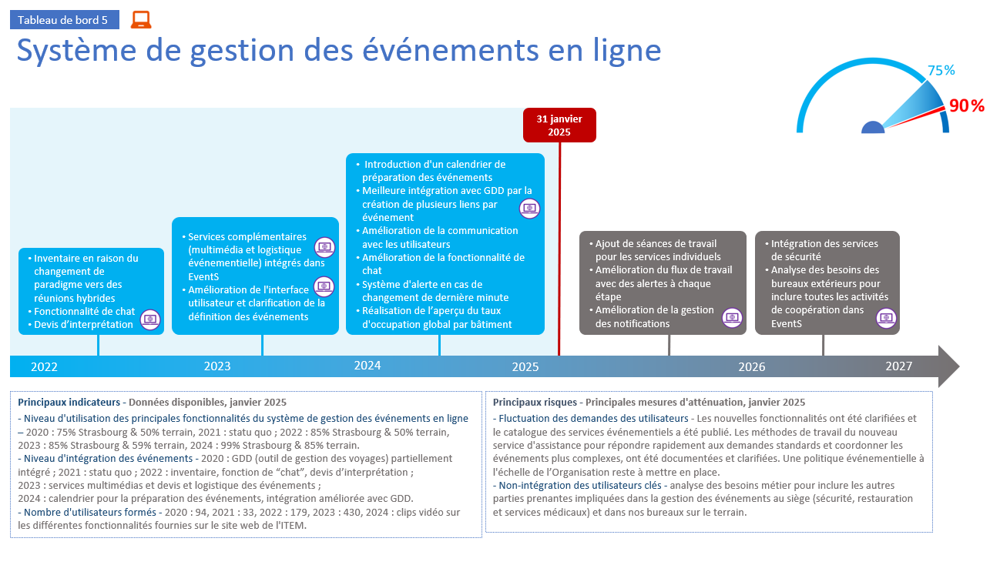 Tableau de bord 5
Système de gestion des événements en ligne
75%
90%
31 janvier
2025
• Inventaire en raison du
changement de
paradigme vers des
réunions hybrides
• Fonctionnalité de chat
• Devis d’interprétation
• Services complémentaires
(multimédia et logistique
événementielle) intégrés dans
EventS
• Amélioration de l'interface
utilisateur et clarification de la
définition des événements
• Introduction d'un calendrier de
préparation des événements
• Meilleure intégration avec GDD par la
création de plusieurs liens par
événement
• Amélioration de la communication
avec les utilisateurs
• Amélioration de la fonctionnalité de
chat
• Système d'alerte en cas de
changement de dernière minute
• Réalisation de l’aperçu du taux
d'occupation global par bâtiment
• Ajout de séances de travail
pour les services individuels
• Amélioration du flux de travail
avec des alertes à chaque
étape
• Amélioration de la gestion
des notifications
• Intégration des services
de sécurité
• Analyse des besoins des
bureaux extérieurs pour
inclure toutes les activités
de coopération dans
EventS
2022
2023
2024
2025
2026
2027
Principaux indicateurs - Données disponibles, janvier 2025
- Niveau d'utilisation des principales fonctionnalités du système de gestion des événements en ligne
– 2020 : 75% Strasbourg & 50% terrain, 2021 : statu quo ; 2022 : 85% Strasbourg & 50% terrain,
2023 : 85% Strasbourg & 59% terrain, 2024 : 99% Strasbourg & 85% terrain.
- Niveau d'intégration des événements - 2020 : GDD (outil de gestion des voyages) partiellement
intégré ; 2021 : statu quo ; 2022 : inventaire, fonction de “chat”, devis d’interprétation ;
2023 : services multimédias et devis et logistique des événements ;
2024 : calendrier pour la préparation des événements, intégration améliorée avec GDD.
- Nombre d'utilisateurs formés - 2020 : 94, 2021 : 33, 2022 : 179, 2023 : 430, 2024 : clips vidéo sur
les différentes fonctionnalités fournies sur le site web de l'ITEM.
Principaux risques - Principales mesures d'atténuation, janvier 2025
- Fluctuation des demandes des utilisateurs - Les nouvelles fonctionnalités ont été clarifiées et
le catalogue des services événementiels a été publié. Les méthodes de travail du nouveau
service d'assistance pour répondre rapidement aux demandes standards et coordonner les
événements plus complexes, ont été documentées et clarifiées. Une politique événementielle à
l'échelle de l’Organisation reste à mettre en place.
- Non-intégration des utilisateurs clés - analyse des besoins métier pour inclure les autres
parties prenantes impliquées dans la gestion des événements au siège (sécurité, restauration
et services médicaux) et dans nos bureaux sur le terrain.